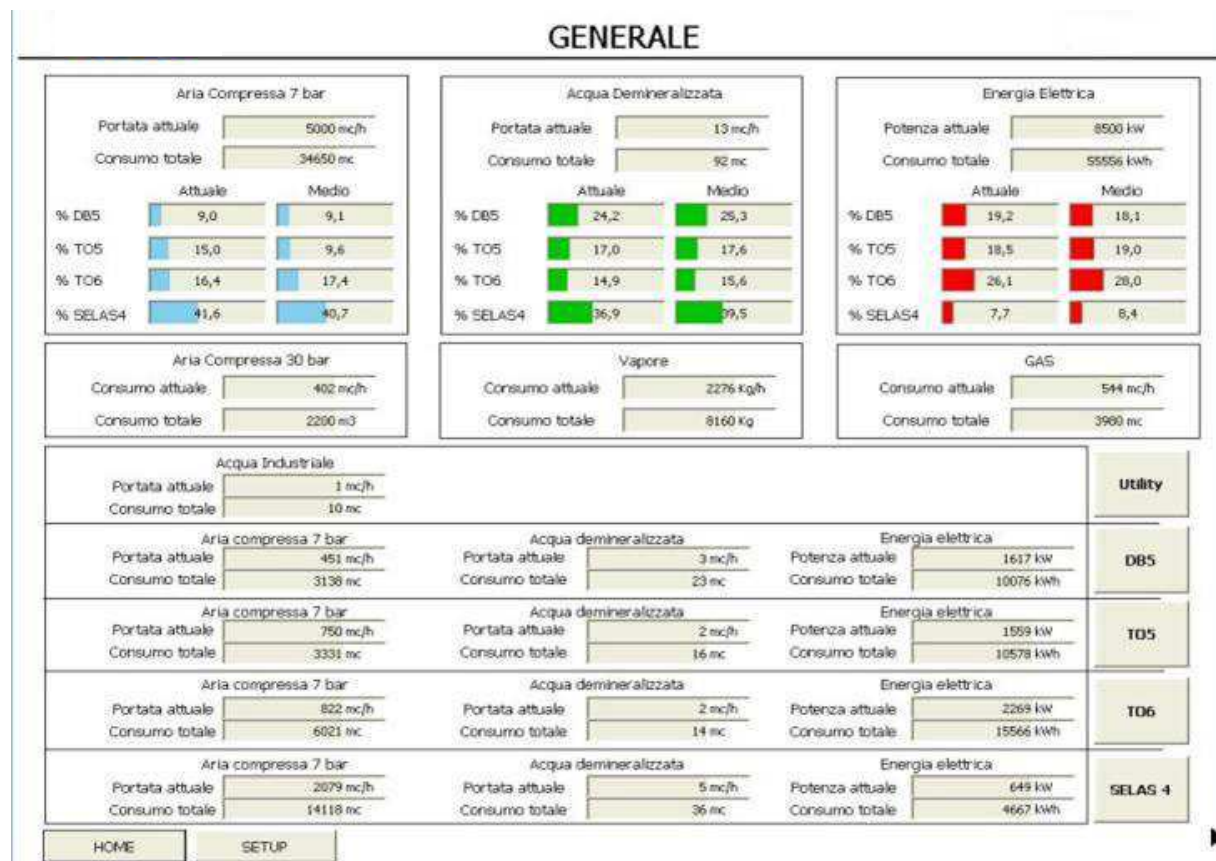 GENERALE
Aria Compressa 7 bar
Portata attuale 5000 mc/h
Consumo totale 34650 mc
Attuale Medio
% DB5 9,0 9,1
% TO5 15,0 9,6
% TO6 16,4 17,4
% SELAS4 41,6 40,7
Acqua Demineralizzata
Portata attuale 13 mc/h
Consumo totale 92 mc
Attuale Medio
% DB5 24,2 25,3
% TO5 17,0 17,6
% TO6 14,9 15,6
% SELAS4 36,9 39,5
Energia Elettrica
Potenza attuale 8500 kW
Consumo totale 55556 kWh
Attuale Medio
% DB5 19,2 18,1
% TO5 18,5 19,0
% TO6 26,1 28,0
% SELAS4 7,7 8,4
Aria Compressa 30 bar
Consumo attuale 402 mc/h
Consumo totale 2200 m3
Vapore
Consumo attuale 2276 Kg/h
Consumo totale 8160 Kg
GAS
Consumo attuale 544 mc/h
Consumo totale 3980 mc
Acqua Industriale
Portata attuale 1 mc/h
Consumo totale 10 mc
Utility
Aria compressa 7 bar Acqua demineralizzata Energia elettrica
Portata attuale 451 mc/h Portata attuale 3 mc/h Potenza attuale 1617 kW
Consumo totale 3138 mc Consumo totale 23 mc Consumo totale 10076 kWh
DB5
Aria compressa 7 bar Acqua demineralizzata Energia elettrica
Portata attuale 750 mc/h Portata attuale 2 mc/h Potenza attuale 1559 kW
Consumo totale 3331 mc Consumo totale 16 mc Consumo totale 10578 kWh
TO5
Aria compressa 7 bar Acqua demineralizzata Energia elettrica
Portata attuale 822 mc/h Portata attuale 2 mc/h Potenza attuale 2269 kW
Consumo totale 6021 mc Consumo totale 14 mc Consumo totale 15566 kWh
TO6
Aria compressa 7 bar Acqua demineralizzata Energia elettrica
Portata attuale 2079 mc/h Portata attuale 5 mc/h Potenza attuale 649 kW
Consumo totale 14118 mc Consumo totale 36 mc Consumo totale 4667 kWh
SELAS 4
HOME SETUP